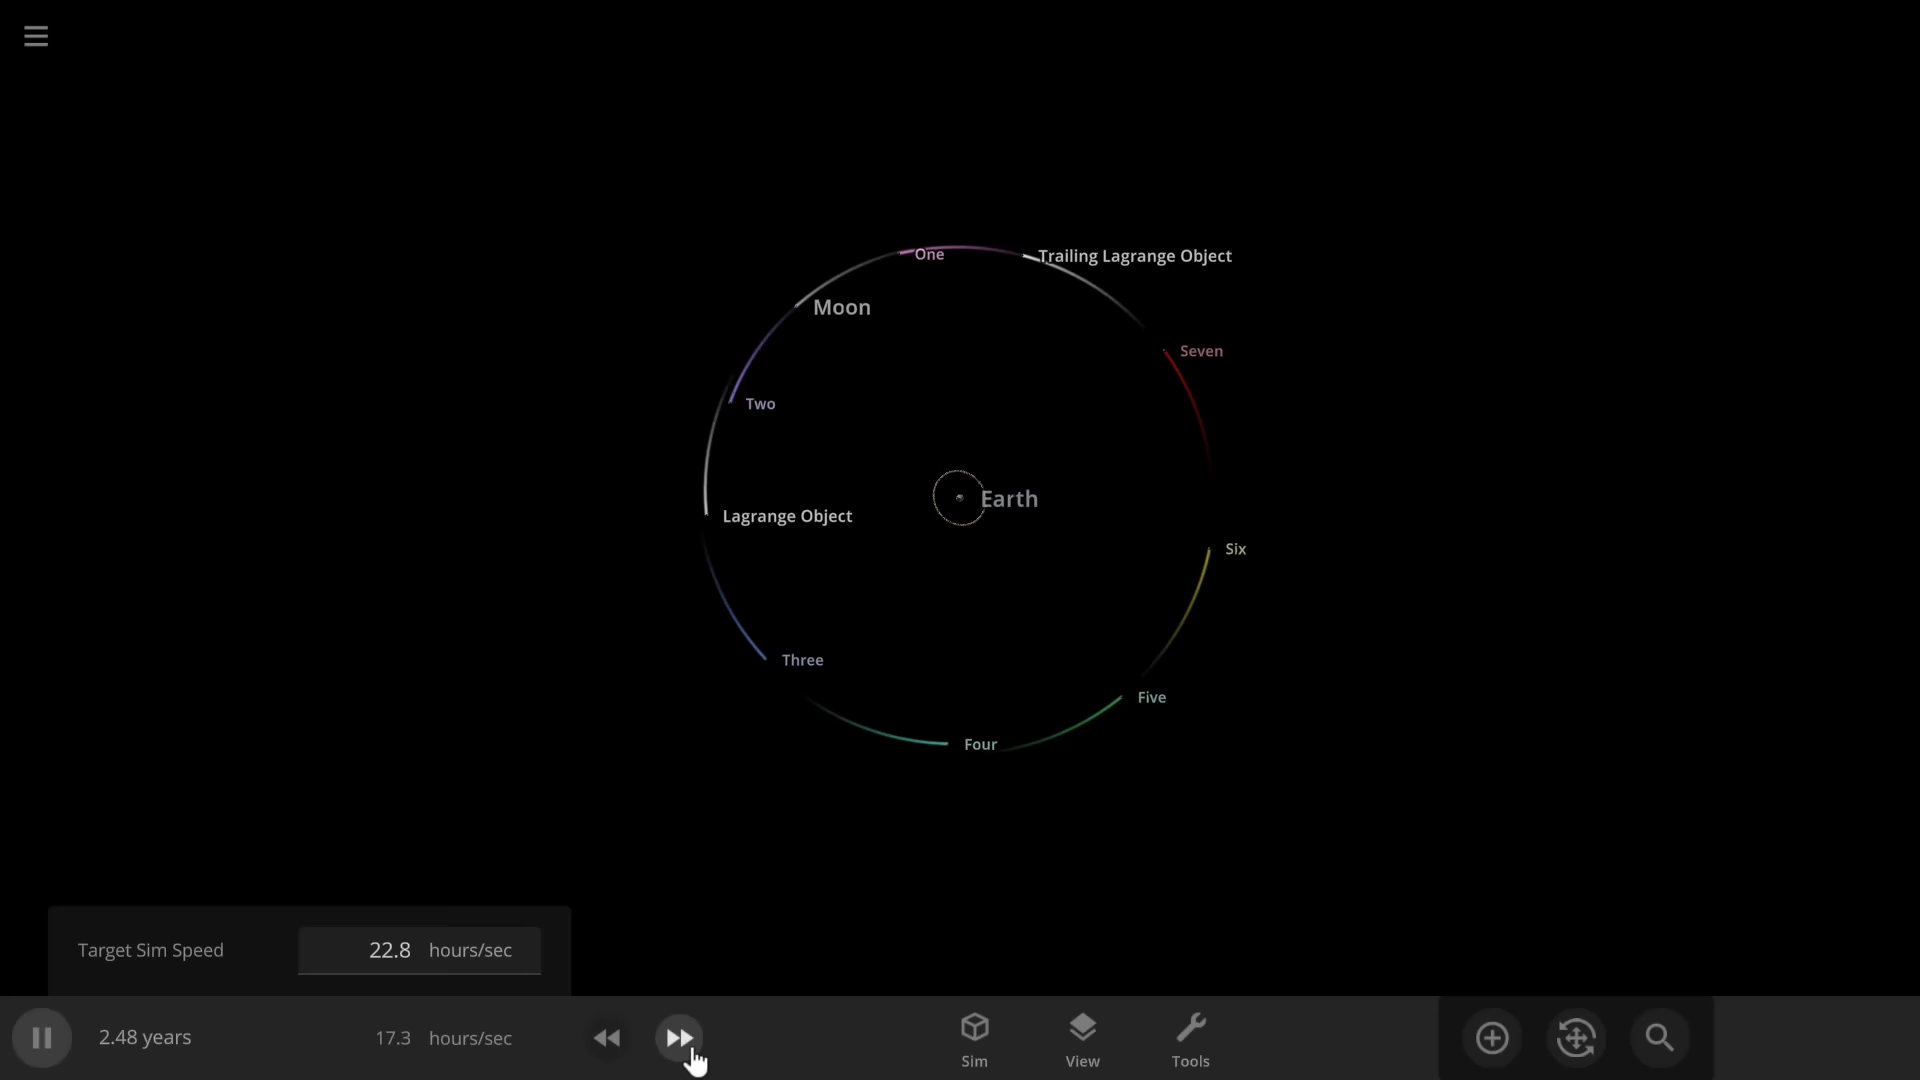 One
Trailing Lagrange Object
Moon
Seven
Two
Earth
Lagrange Object
Six
Three
Five
Four
Target Sim Speed 22.8 hours/sec
2.48 years 17.3 hours/sec
Sim View Tools